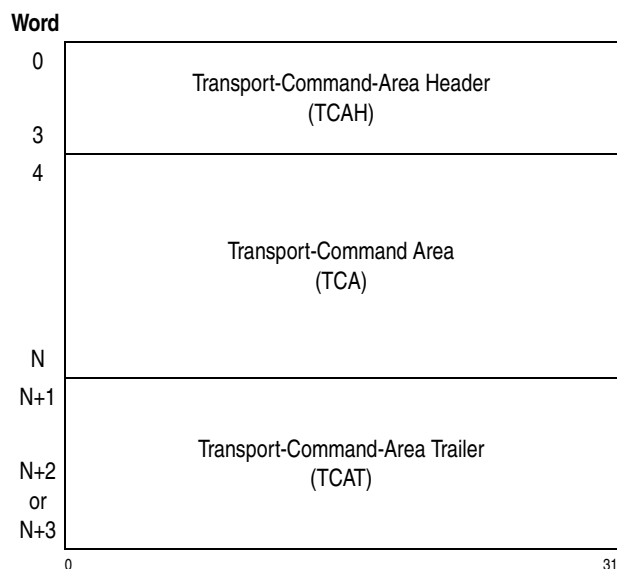 Word
0
Transport-Command-Area Header
(TCAH)
3
4
Transport-Command Area
(TCA)
N
N+1
Transport-Command-Area Trailer
(TCAT)
N+2
or
N+3
0 31